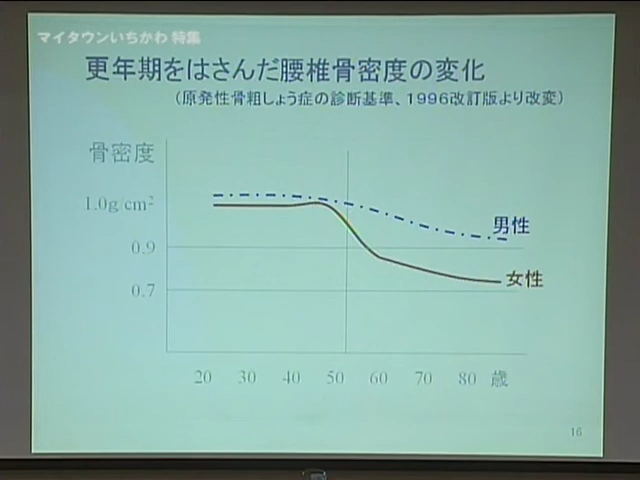 マイタウンいちかわ 特集
更年期をはさんだ腰椎骨密度の変化
（原発性骨粗しょう症の診断基準、1996改訂版より改変）
骨密度
1.0g/cm²
男性
0.9
女性
0.7
20 30 40 50 60 70 80 歳
16